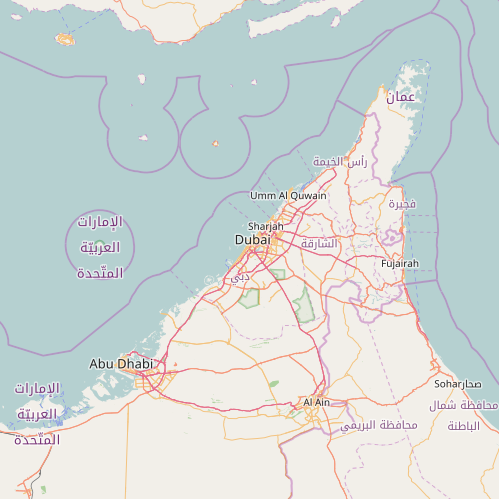 عمان
رأس الخيمة
Umm Al Quwain
فجيرة
الإمارات
العربيّة
المتّحدة
Sharjah
Dubai
الشارقة
دبي
Fujairah
Abu Dhabi
Al Ain
Sohar صحار
الإمارات
العربيّة
المتّحدة
محافظة شمال
الباطنة
محافظة البريمي